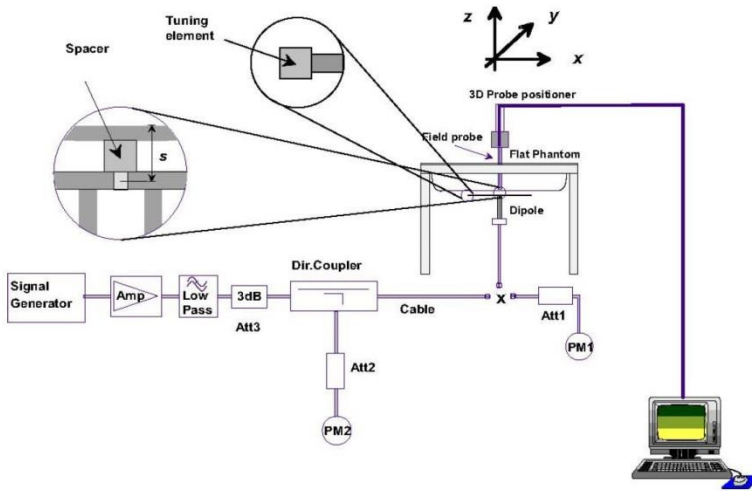 Tuning
element
Spacer
s
z
y
x
3D Probe positioner
Field probe
Flat Phantom
Dipole
Signal
Generator
Amp
Low
Pass
3dB
Att3
Dir.Coupler
Cable
x
Att1
PM1
Att2
PM2